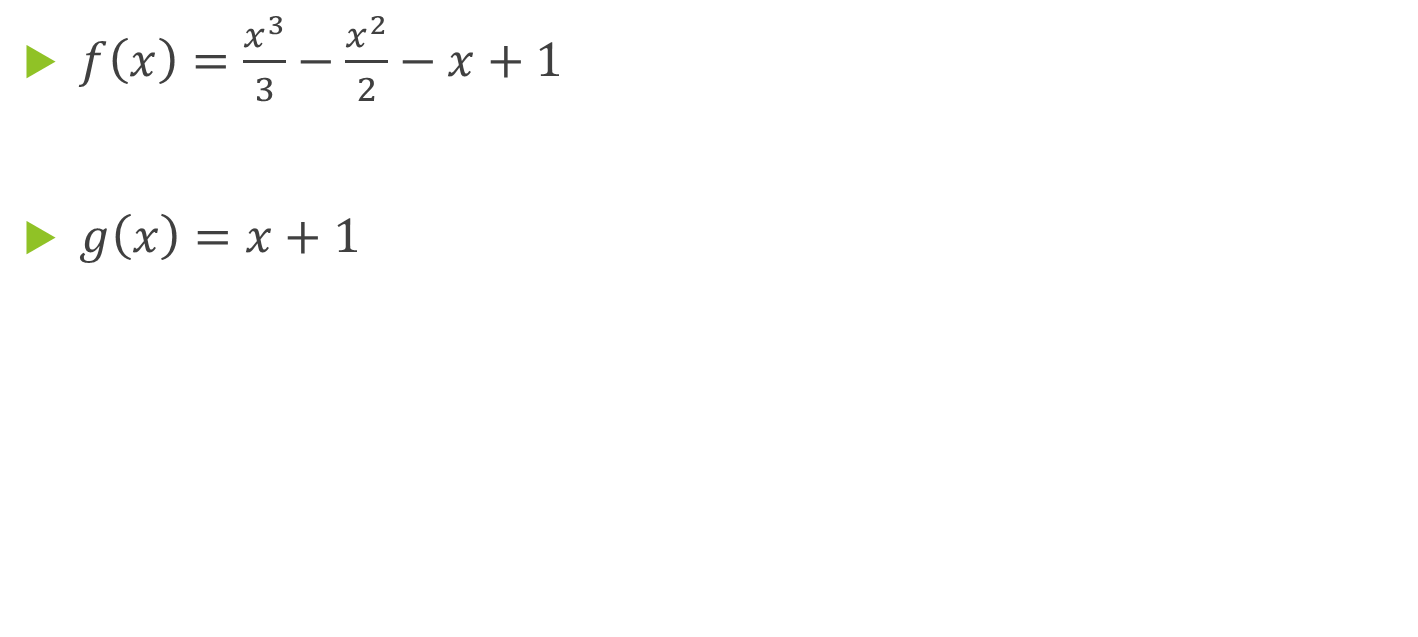 f(x) = x³/3 − x²/2 − x + 1
g(x) = x + 1